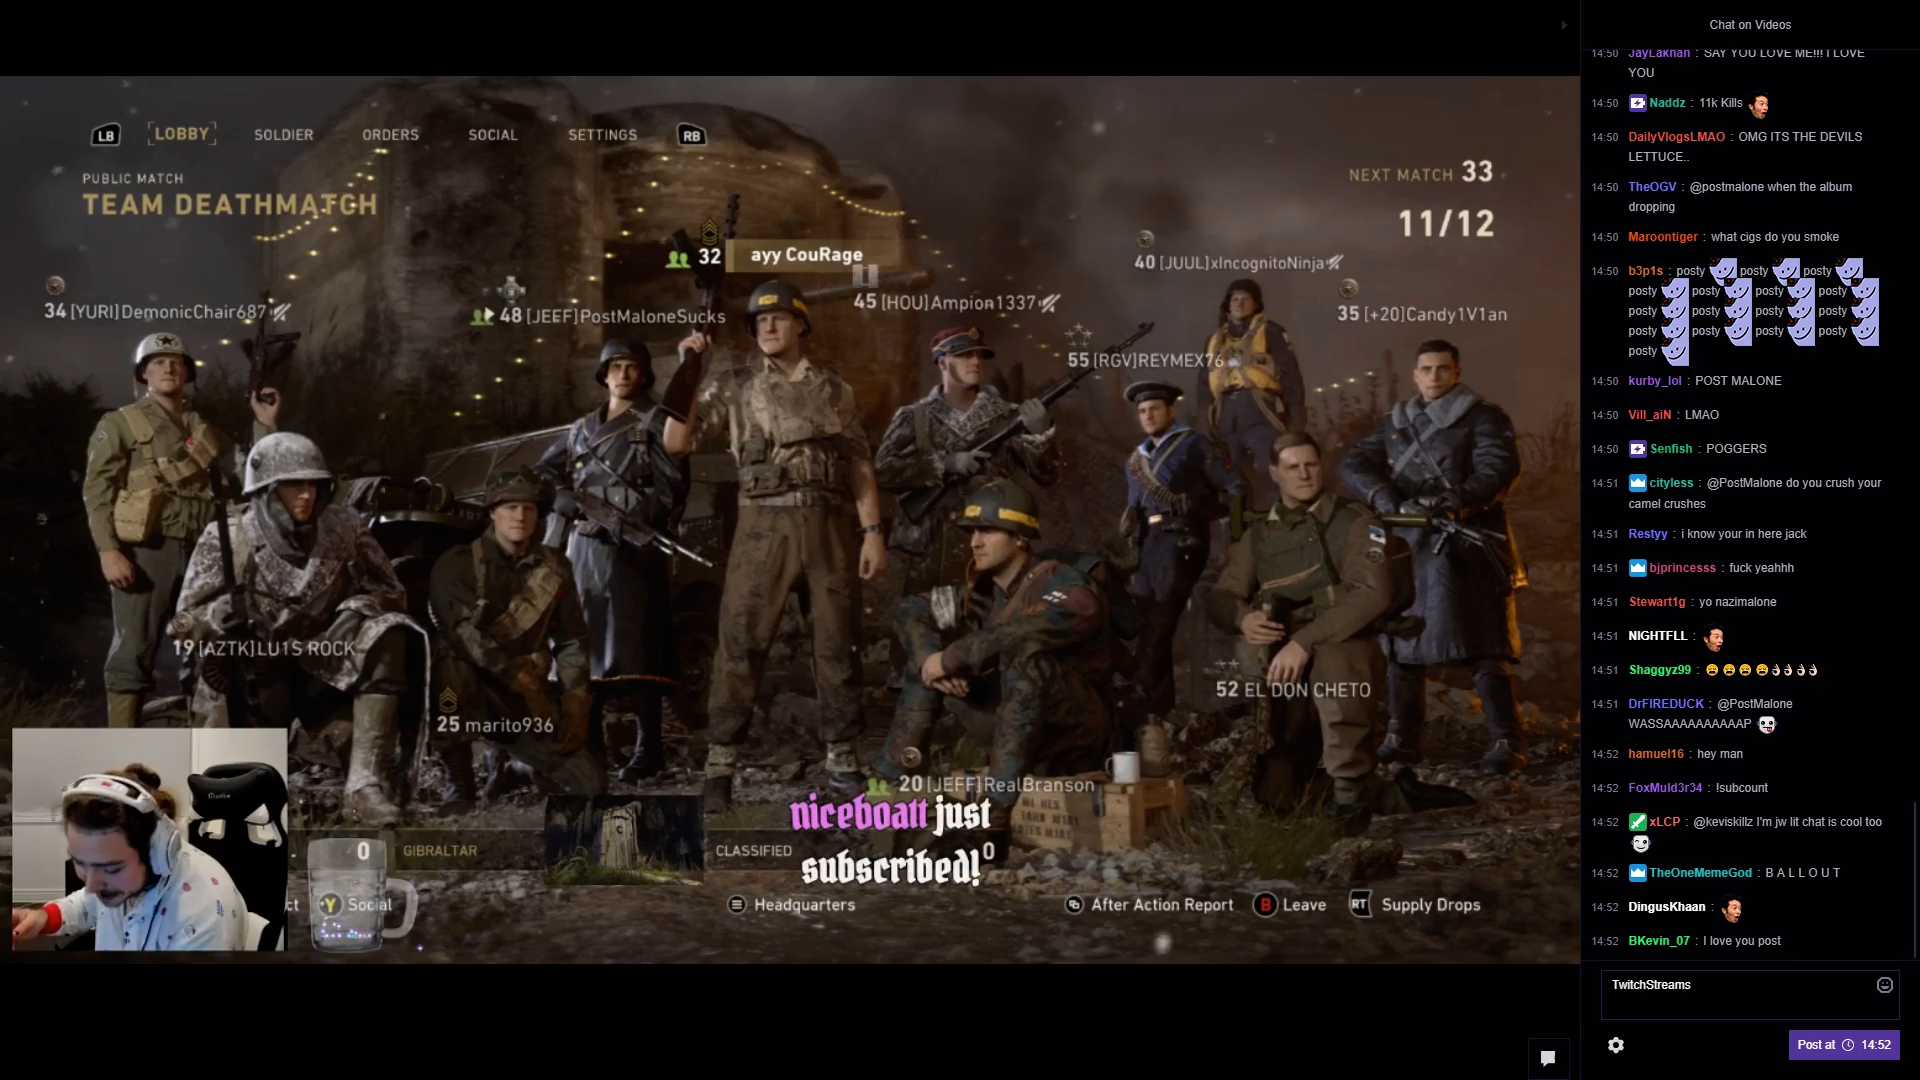 LB [LOBBY] SOLDIER ORDERS SOCIAL SETTINGS RB
PUBLIC MATCH
TEAM DEATHMATCH
NEXT MATCH 33
11/12
32 ayy CouRage
40 [JUUL]xIncognitoNinja
34 [YURI]DemonicChair687
48 [JEFF]PostMaloneSucks
45 [HOU]Ampion1337
35 [+20]Candy1V1an
55 [RGV]REYMEX76
19 [AZTK]LU1S ROCK
52 EL DON CHETO
25 marito936
20 [JEFF]RealBranson
niceboatt just
subscribed!
0 GIBRALTAR
CLASSIFIED 0
ct Y Social
Headquarters
After Action Report B Leave RT Supply Drops
Chat on Videos
14:50 JayLakhan : SAY YOU LOVE ME!!! I LOVE
YOU
14:50 Naddz : 11k Kills
14:50 DailyVlogsLMAO : OMG ITS THE DEVILS
LETTUCE..
14:50 TheOGV : @postmalone when the album
dropping
14:50 Maroontiger : what cigs do you smoke
14:50 b3p1s : posty posty posty
posty posty posty posty
posty posty posty posty
posty posty posty posty
posty
14:50 kurby_lol : POST MALONE
14:50 Vill_aiN : LMAO
14:50 Senfish : POGGERS
14:51 cityless : @PostMalone do you crush your
camel crushes
14:51 Restyy : i know your in here jack
14:51 bjprincesss : fuck yeahhh
14:51 Stewart1g : yo nazimalone
14:51 NIGHTFLL :
14:51 Shaggyz99 : 😩😩😩😩👌🏻👌🏻👌🏻👌🏻
14:51 DrFIREDUCK : @PostMalone
WASSAAAAAAAAAAP
14:52 hamuel16 : hey man
14:52 FoxMuld3r34 : !subcount
14:52 xLCP : @keviskillz I'm jw lit chat is cool too
14:52 TheOneMemeGod : B A L L O U T
14:52 DingusKhaan :
14:52 BKevin_07 : I love you post
TwitchStreams
Post at 14:52